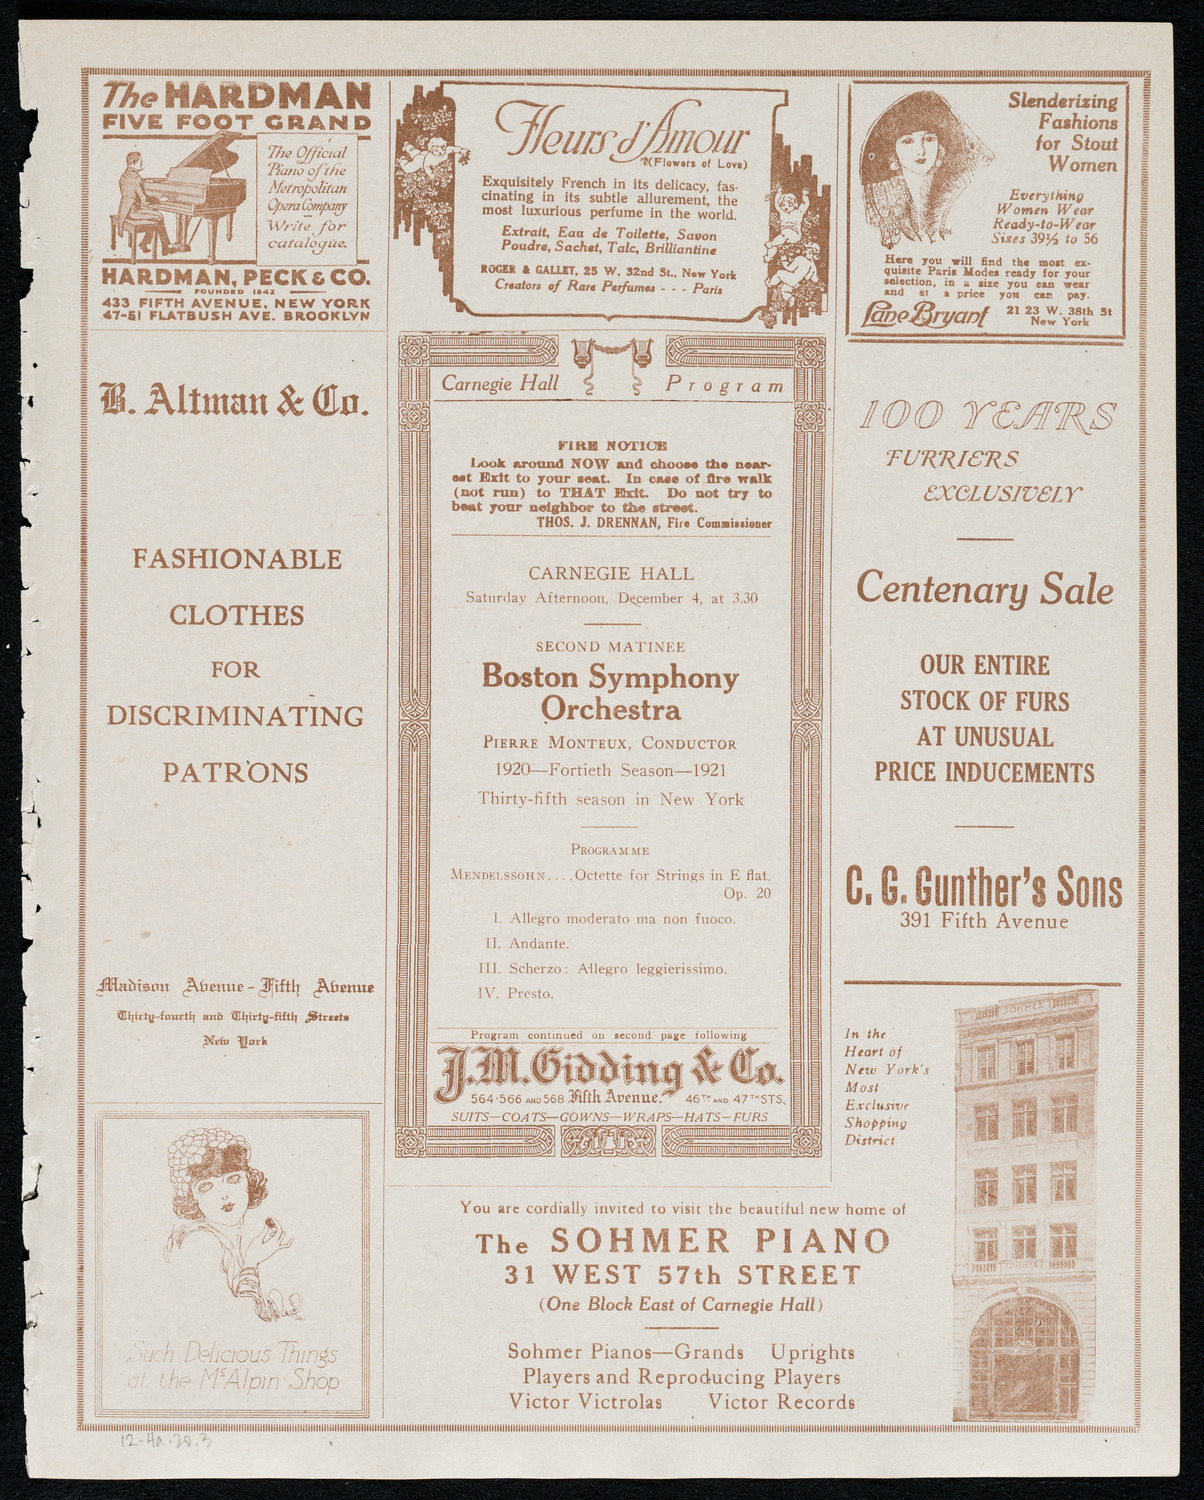 The HARDMAN
FIVE FOOT GRAND
The Official
Piano of the
Metropolitan
Opera Company
Write for
catalogue.
HARDMAN, PECK & CO.
FOUNDED 1842
433 FIFTH AVENUE, NEW YORK
47-51 FLATBUSH AVE. BROOKLYN
Fleurs d'Amour
(Flowers of Love)
Exquisitely French in its delicacy, fas-
cinating in its subtle allurement, the
most luxurious perfume in the world.
Extrait, Eau de Toilette, Savon
Poudre, Sachet, Talc, Brilliantine
ROGER & GALLET, 25 W. 32nd St., New York
Creators of Rare Perfumes - - - Paris
Slenderizing
Fashions
for Stout
Women
Everything
Women Wear
Ready-to-Wear
Sizes 39½ to 56
Here you will find the most ex-
quisite Paris Modes ready for your
selection, in a size you can wear
and at a price you can pay.
Lane Bryant
21 23 W. 38th St
New York
B. Altman & Co.
FASHIONABLE
CLOTHES
FOR
DISCRIMINATING
PATRONS
Madison Avenue - Fifth Avenue
Thirty-fourth and Thirty-fifth Streets
New York
Such Delicious Things
at the McAlpin Shop
Carnegie Hall Program
FIRE NOTICE
Look around NOW and choose the near-
est Exit to your seat. In case of fire walk
(not run) to THAT Exit. Do not try to
beat your neighbor to the street.
THOS. J. DRENNAN, Fire Commissioner
CARNEGIE HALL
Saturday Afternoon, December 4, at 3.30
SECOND MATINEE
Boston Symphony
Orchestra
PIERRE MONTEUX, CONDUCTOR
1920—Fortieth Season—1921
Thirty-fifth season in New York
PROGRAMME
MENDELSSOHN....Octette for Strings in E flat,
Op. 20
I. Allegro moderato ma non fuoco.
II. Andante.
III. Scherzo: Allegro leggierissimo.
IV. Presto.
Program continued on second page following
J.M. Gidding & Co.
564-566 AND 568 Fifth Avenue. 46TH AND 47TH STS.
SUITS—COATS—GOWNS—WRAPS—HATS—FURS
100 YEARS
FURRIERS
EXCLUSIVELY
Centenary Sale
OUR ENTIRE
STOCK OF FURS
AT UNUSUAL
PRICE INDUCEMENTS
C. G. Gunther's Sons
391 Fifth Avenue
In the
Heart of
New York's
Most
Exclusive
Shopping
District
SOHMER
SOHMER
You are cordially invited to visit the beautiful new home of
The SOHMER PIANO
31 WEST 57th STREET
(One Block East of Carnegie Hall)
Sohmer Pianos—Grands Uprights
Players and Reproducing Players
Victor Victrolas Victor Records
12-4a-20.3